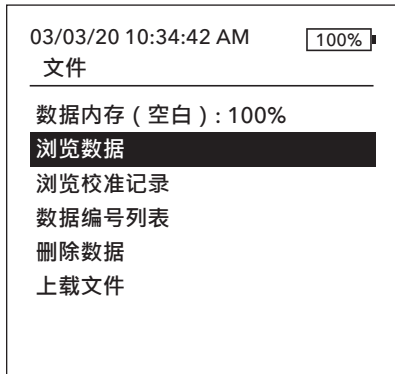 03/03/20 10:34:42 AM 100%
文件
数据内存（空白）: 100%
浏览数据
浏览校准记录
数据编号列表
删除数据
上载文件